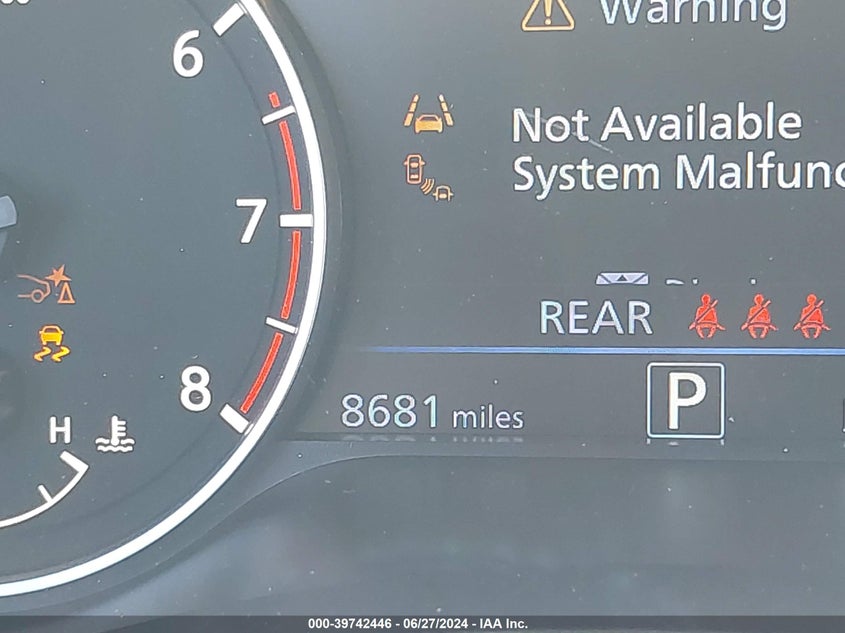 Warning
6
Not Available
System Malfunc
7
REAR
8
8681 miles
P
H
000-39742446 - 06/27/2024 - IAA Inc.